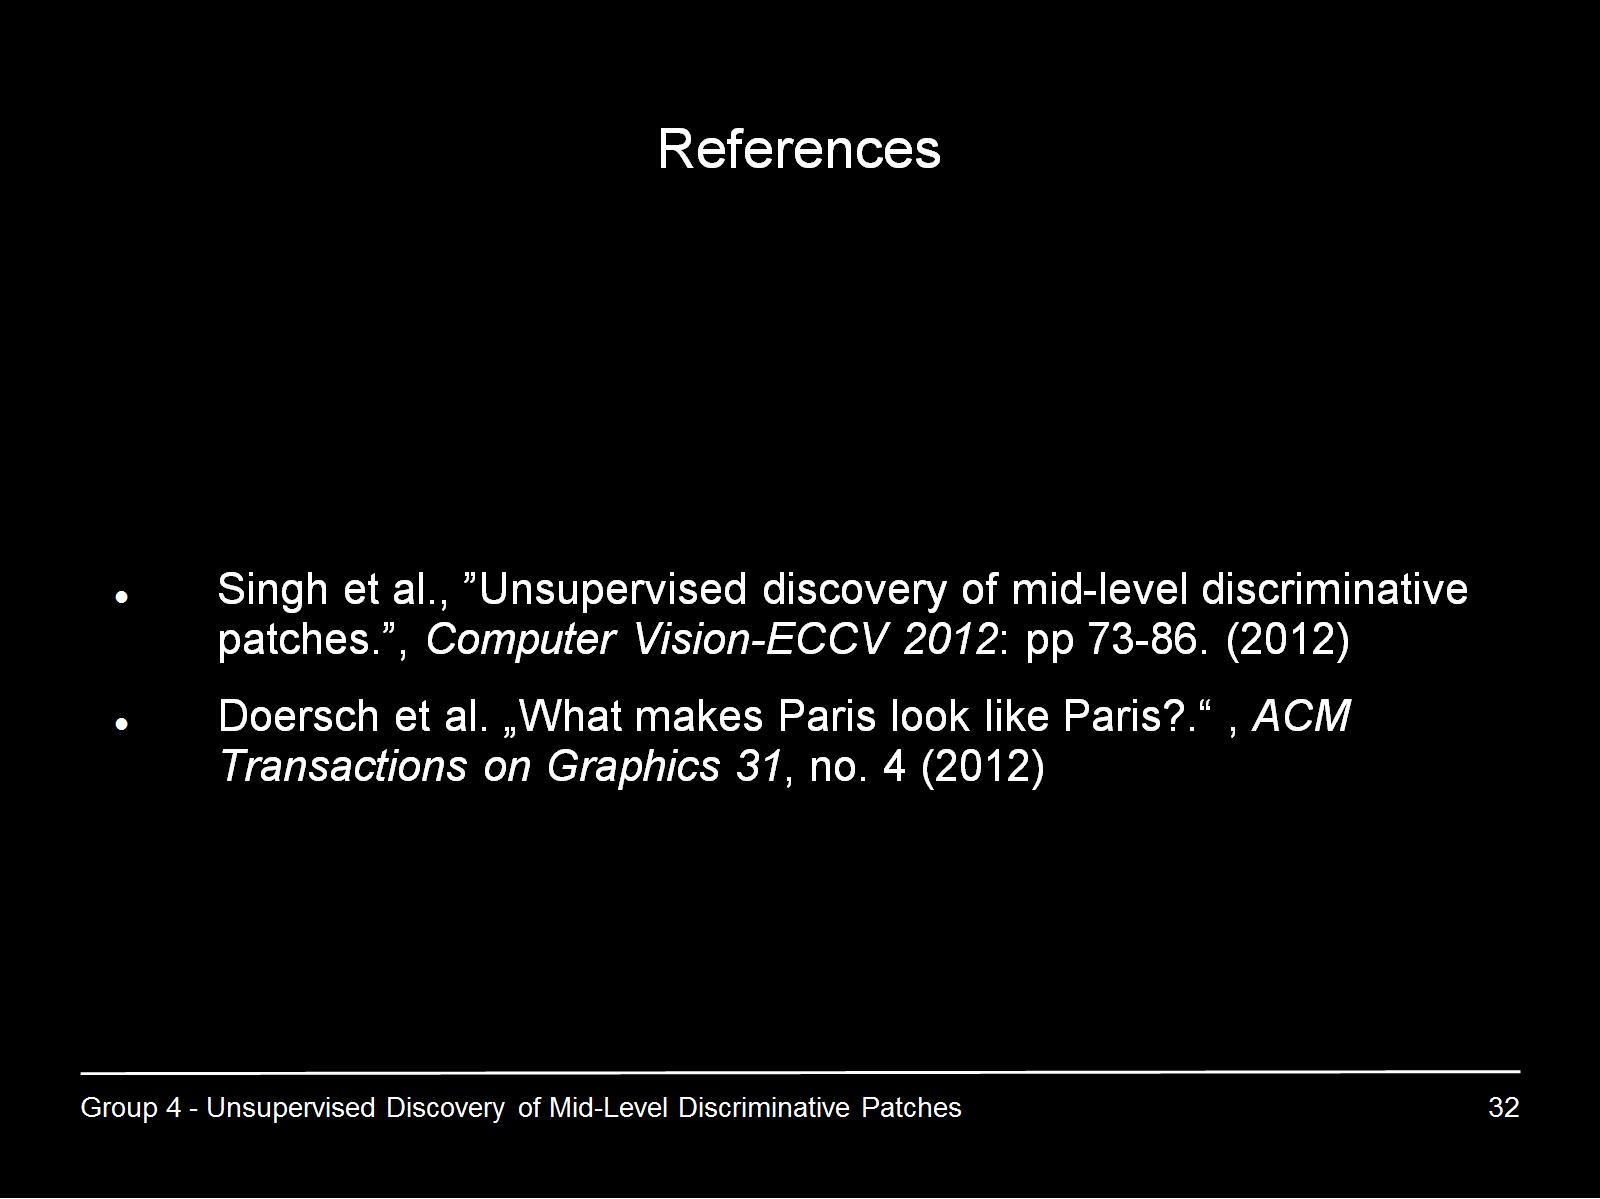 References
● Singh et al., ”Unsupervised discovery of mid-level discriminative
patches.”, Computer Vision-ECCV 2012: pp 73-86. (2012)
● Doersch et al. „What makes Paris look like Paris?.“ , ACM
Transactions on Graphics 31, no. 4 (2012)
Group 4 - Unsupervised Discovery of Mid-Level Discriminative Patches 32